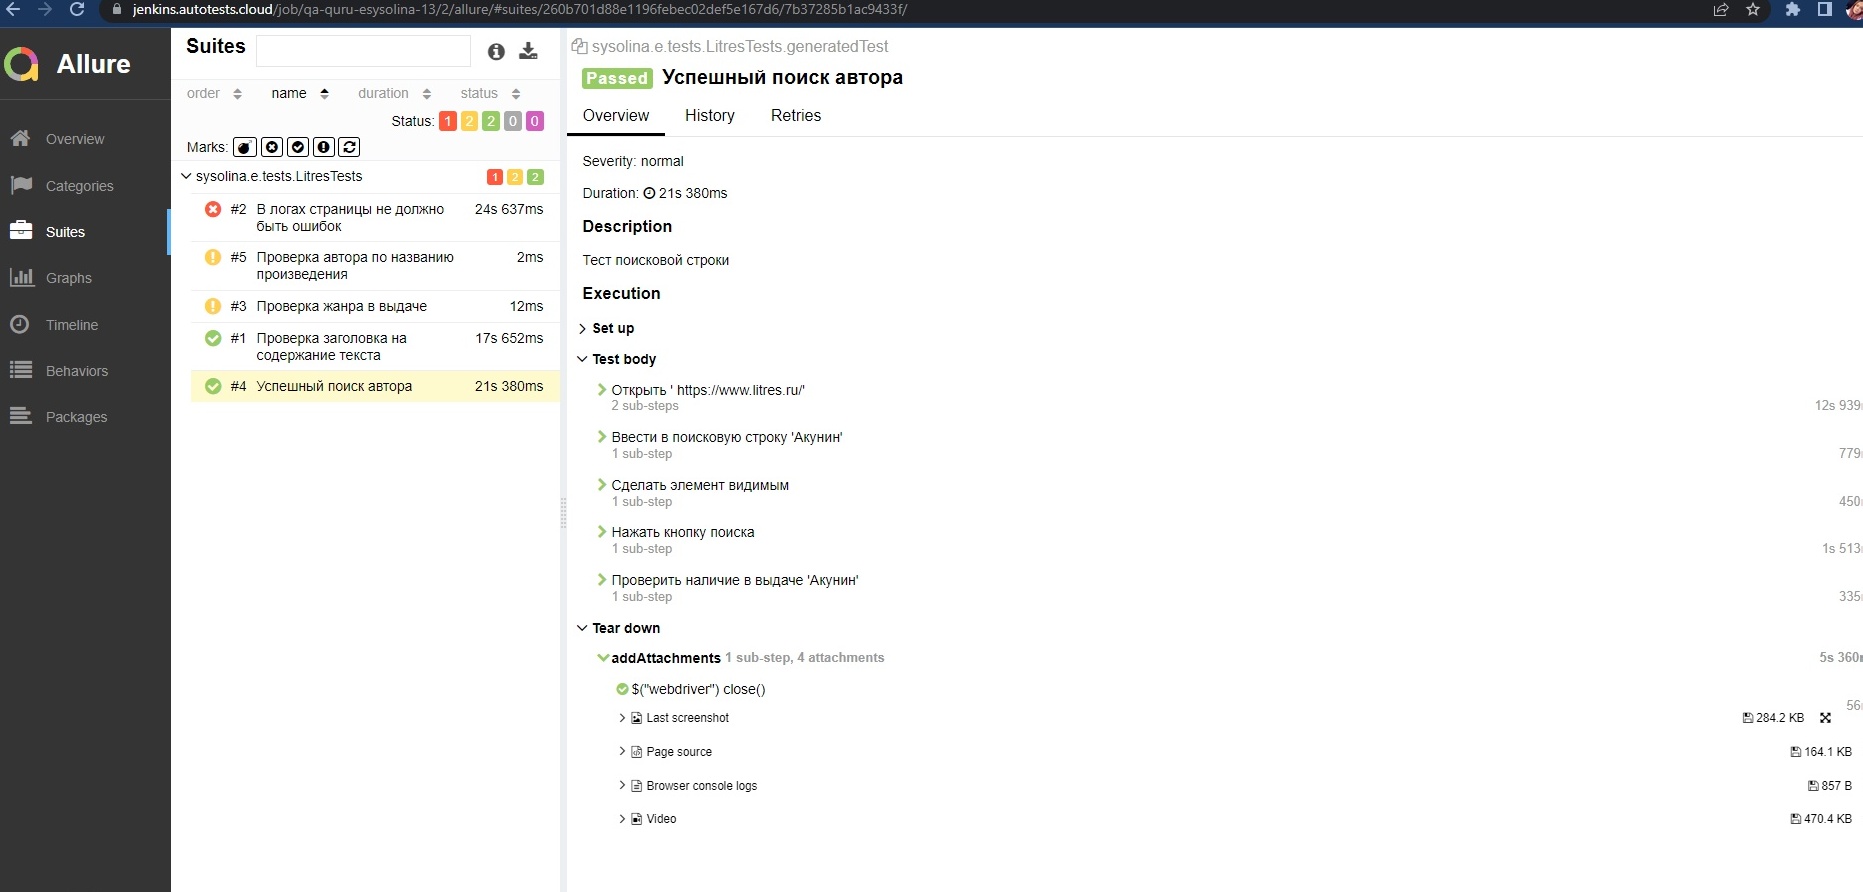 jenkins.autotests.cloud/job/qa-quru-esysolina-13/2/allure/#suites/260b701d88e1196febec02def5e167d6/7b37285b1ac9433f/
Allure
Overview
Categories
Suites
Graphs
Timeline
Behaviors
Packages
Suites
order name duration status
Status: 1 2 2 0 0
Marks:
sysolina.e.tests.LitresTests 1 2 2
#2 В логах страницы не должно 24s 637ms
быть ошибок
#5 Проверка автора по названию 2ms
произведения
#3 Проверка жанра в выдаче 12ms
#1 Проверка заголовка на 17s 652ms
содержание текста
#4 Успешный поиск автора 21s 380ms
sysolina.e.tests.LitresTests.generatedTest
Passed Успешный поиск автора
Overview History Retries
Severity: normal
Duration: 21s 380ms
Description
Тест поисковой строки
Execution
Set up
Test body
Открыть ' https://www.litres.ru/'
2 sub-steps 12s 939
Ввести в поисковую строку 'Акунин'
1 sub-step 779
Сделать элемент видимым
1 sub-step 450
Нажать кнопку поиска
1 sub-step 1s 513
Проверить наличие в выдаче 'Акунин'
1 sub-step 335
Tear down
addAttachments 1 sub-step, 4 attachments 5s 360
$("webdriver") close()
56
Last screenshot 284.2 KB
Page source 164.1 KB
Browser console logs 857 B
Video 470.4 KB